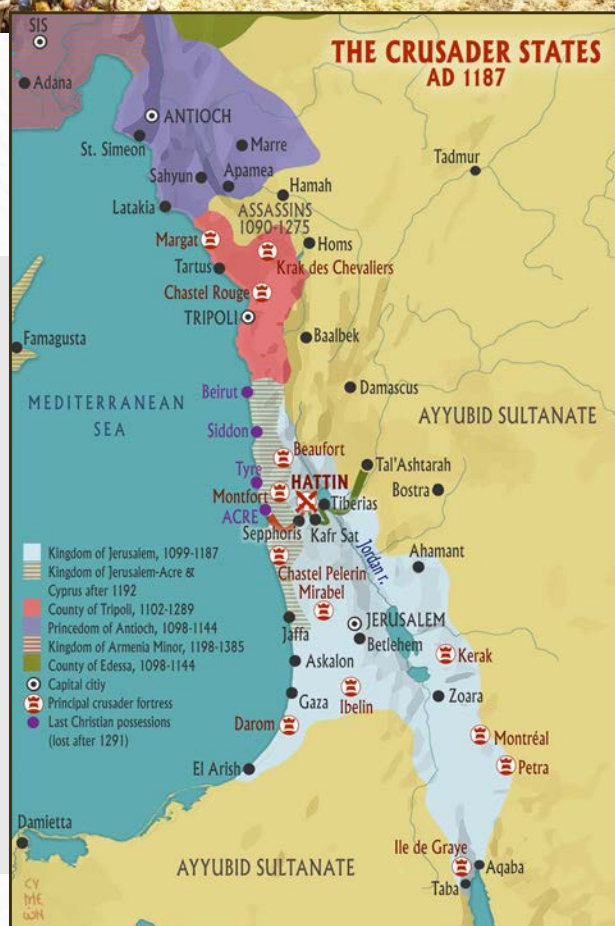 SIS
THE CRUSADER STATES
AD 1187
Adana
ANTIOCH
St. Simeon
Marre
Tadmur
Sahyun
Apamea
Hamah
Latakia
ASSASSINS
1090-1275
Margat
Homs
Krak des Chevaliers
Tartus
Chastel Rouge
TRIPOLI
Famagusta
Baalbek
Damascus
Beirut
MEDITERRANEAN
SEA
AYYUBID SULTANATE
Siddon
Beaufort
Tyre
HATTIN
Tal'Ashtarah
Montfort
Tiberias
Bostra
ACRE
Sepphoris
Kafr Sat
Jordan r.
Ahamant
Kingdom of Jerusalem, 1099-1187
Kingdom of Jerusalem-Acre &
Cyprus after 1192
County of Tripoli, 1102-1289
Princedom of Antioch, 1098-1144
Kingdom of Armenia Minor, 1198-1385
County of Edessa, 1098-1144
Capital citiy
Principal crusader fortress
Last Christian possessions
(lost after 1291)
Chastel Pelerin
Mirabel
JERUSALEM
Jaffa
Betlehem
Askalon
Kerak
Gaza
Ibelin
Zoara
Darom
Montréal
Petra
El Arish
Damietta
Ile de Graye
Aqaba
AYYUBID SULTANATE
Taba
CY
ME
ὼN